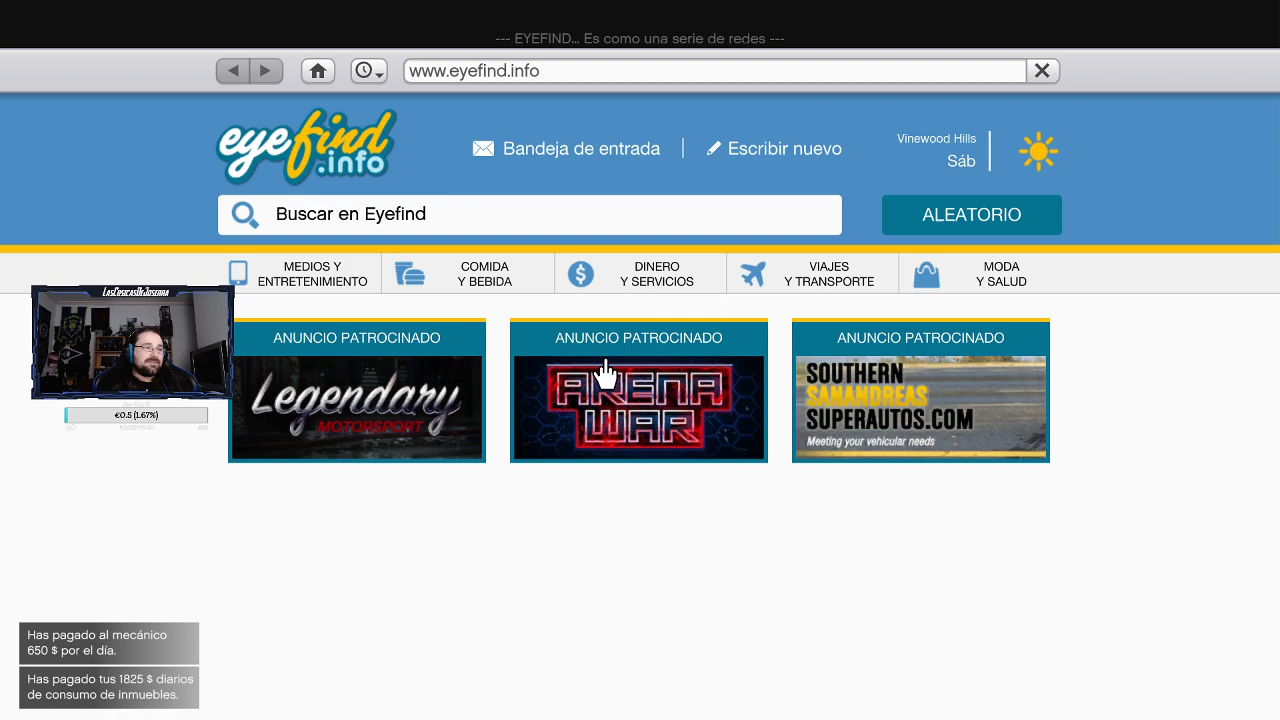 --- EYEFIND... Es como una serie de redes ---
www.eyefind.info
eyefind
.info
Bandeja de entrada
Escribir nuevo
Vinewood Hills
Sáb
Buscar en Eyefind
ALEATORIO
MEDIOS Y
ENTRETENIMIENTO
COMIDA
Y BEBIDA
DINERO
Y SERVICIOS
VIAJES
Y TRANSPORTE
MODA
Y SALUD
LasCosicasDeJoserra
€0.5 (1.67%)
ANUNCIO PATROCINADO
Legendary
MOTORSPORT
ANUNCIO PATROCINADO
ARENA
WAR
ANUNCIO PATROCINADO
SOUTHERN
SANANDREAS
SUPERAUTOS.COM
Meeting your vehicular needs
Has pagado al mecánico
650 $ por el día.
Has pagado tus 1825 $ diarios
de consumo de inmuebles.